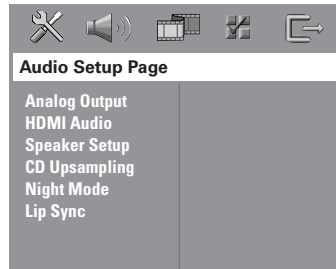 Audio Setup Page
Analog Output
HDMI Audio
Speaker Setup
CD Upsampling
Night Mode
Lip Sync